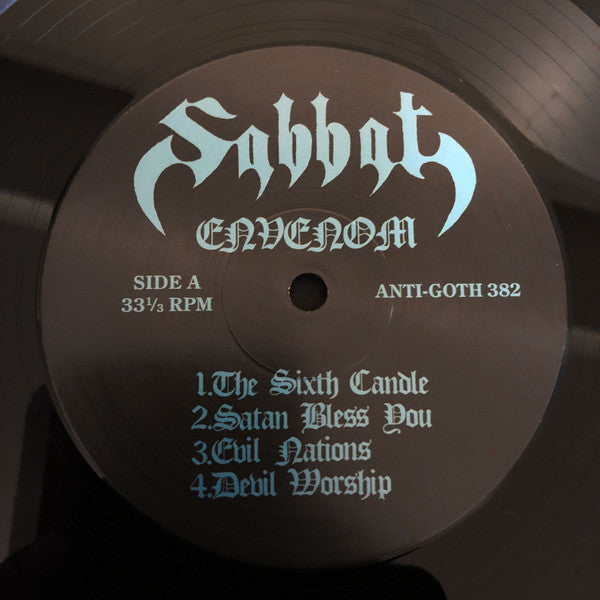 Sabbat
ENVENOM
SIDE A
33⅓ RPM
ANTI-GOTH 382
1.The Sixth Candle
2.Satan Bless You
3.Evil Nations
4.Devil Worship